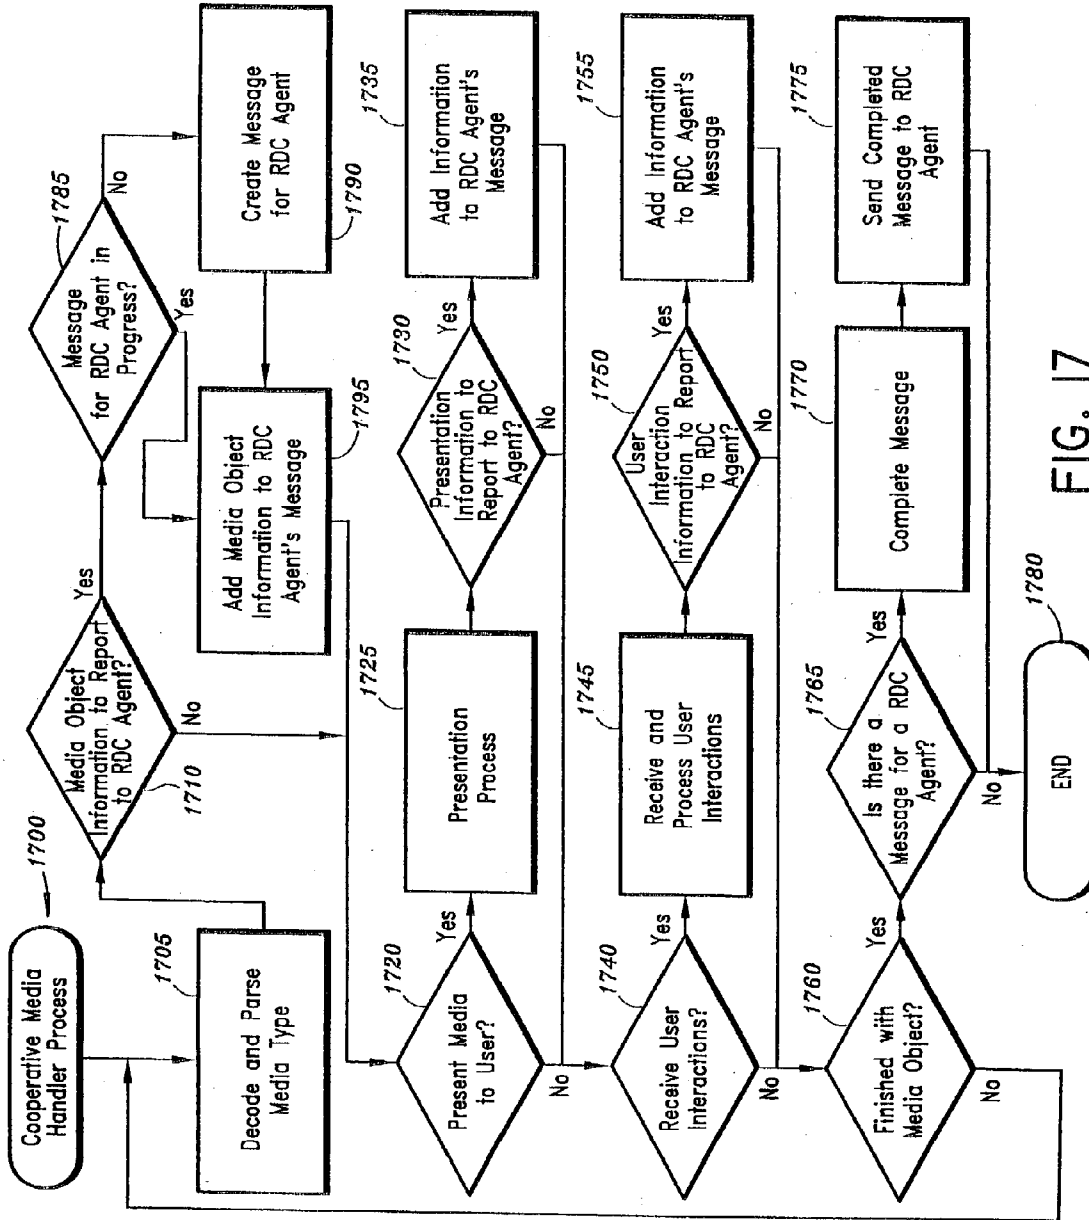 Cooperative Media
Handler Process
1700
Decode and Parse
Media Type
1705
Media Object
Information to Report
to RDC Agent?
1710
Yes
No
Message
for RDC Agent in
Progress?
1785
No
Yes
Create Message
for RDC Agent
1790
Add Media Object
Information to RDC
Agent's Message
1795
Present Media
to User?
1720
Yes
No
Presentation
Process
1725
Presentation
Information to
Report to RDC
Agent?
1730
Yes
No
Add Information
to RDC Agent's
Message
1735
Receive User
Interactions?
1740
Yes
No
Receive and
Process User
Interactions
1745
User
Interaction
Information to Report
to RDC
Agent?
1750
Yes
No
Add Information
to RDC Agent's
Message
1755
Finished with
Media Object?
1760
Yes
No
Is there a
Message for a RDC
Agent?
1765
Yes
No
Complete Message
1770
Send Completed
Message to RDC
Agent
1775
END
1780
FIG. 17